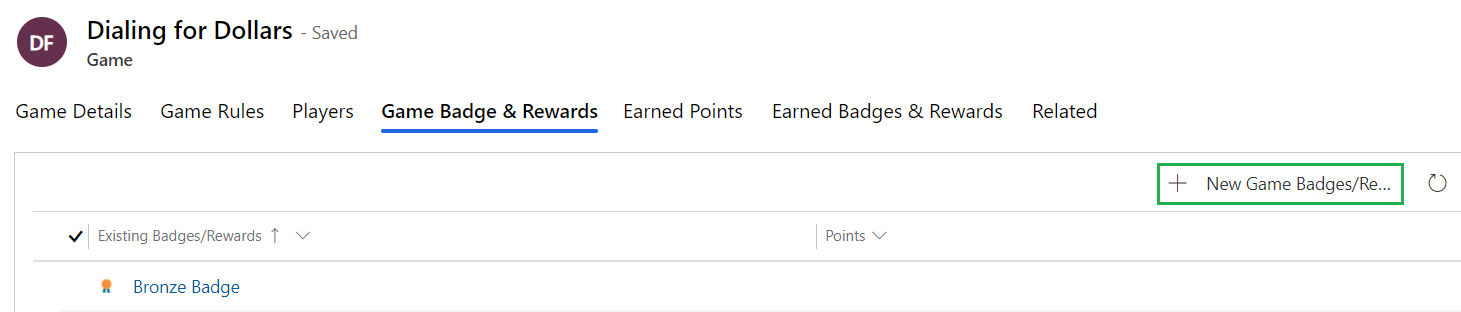 DF
Dialing for Dollars - Saved
Game
Game Details Game Rules Players Game Badge & Rewards Earned Points Earned Badges & Rewards Related
New Game Badges/Re...
Existing Badges/Rewards Points
Bronze Badge